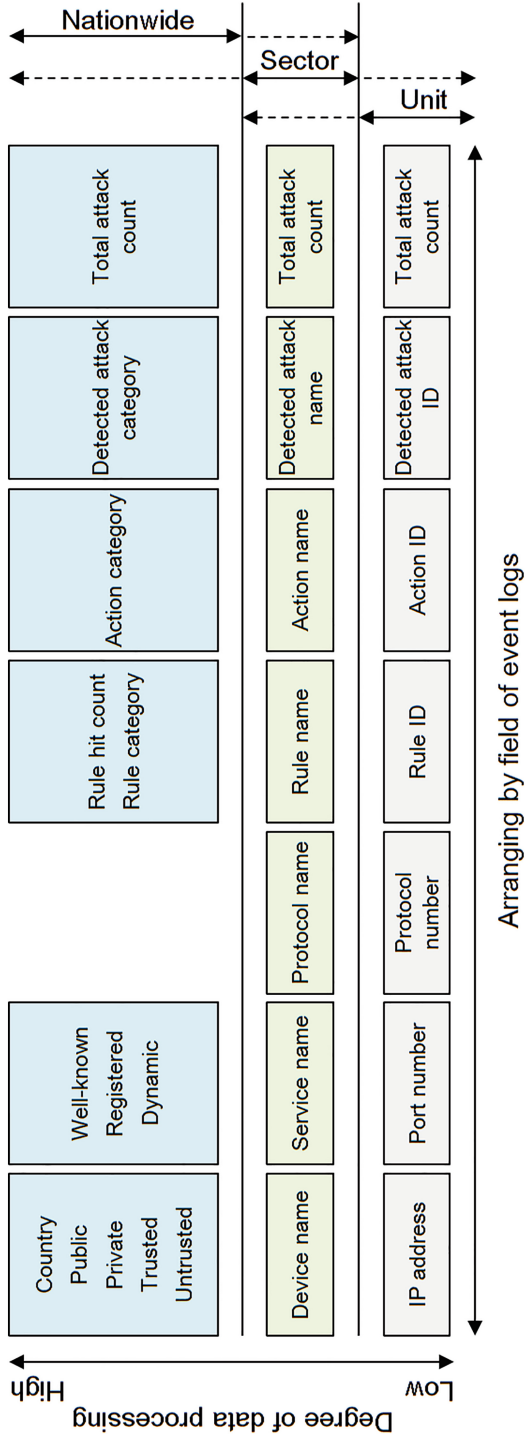 Nationwide
Sector
Unit
Country
Public
Private
Trusted
Untrusted
Well-known
Registered
Dynamic
Rule hit count
Rule category
Action category
Detected attack
category
Total attack
count
Device name
Service name
Protocol name
Rule name
Action name
Detected attack
name
Total attack
count
IP address
Port number
Protocol
number
Rule ID
Action ID
Detected attack
ID
Total attack
count
High
Low
Degree of data processing
Arranging by field of event logs